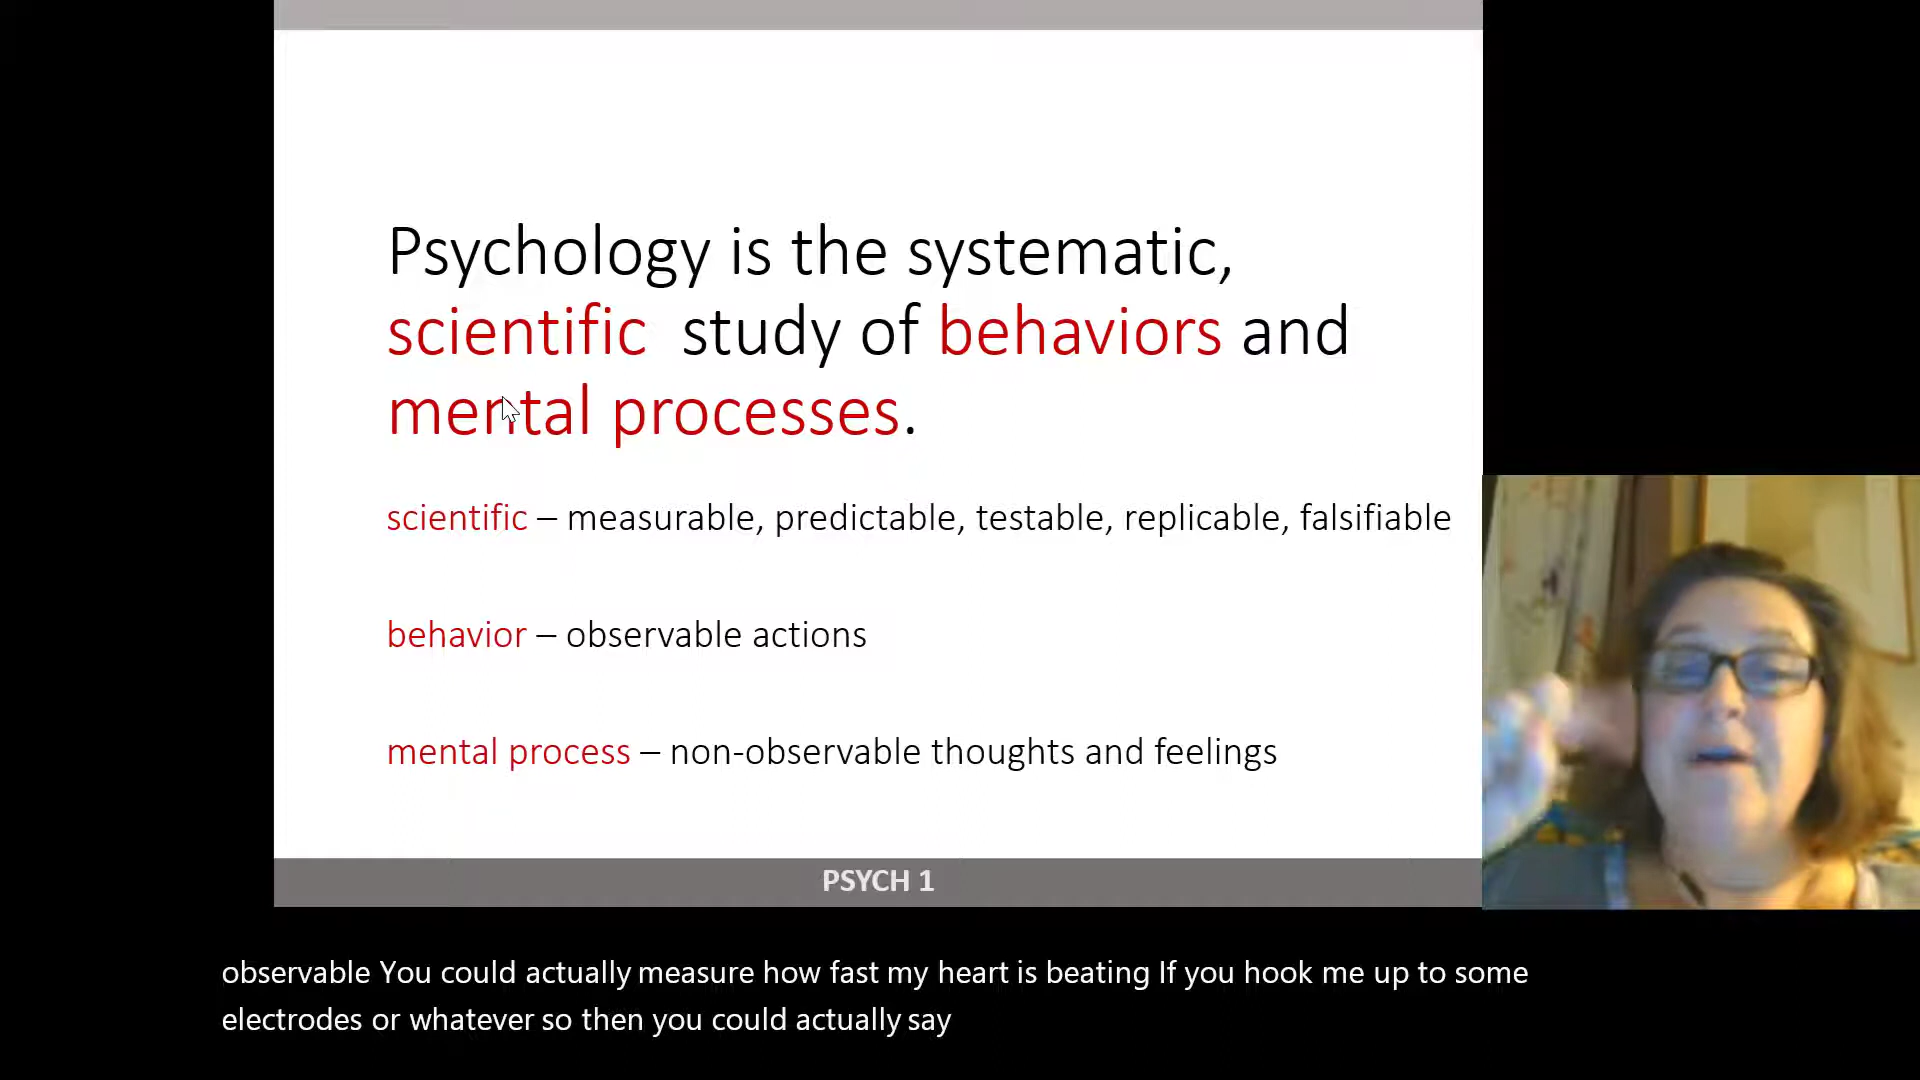 Psychology is the systematic,
scientific study of behaviors and
mental processes.
scientific – measurable, predictable, testable, replicable, falsifiable
behavior – observable actions
mental process – non-observable thoughts and feelings
PSYCH 1
observable You could actually measure how fast my heart is beating If you hook me up to some
electrodes or whatever so then you could actually say